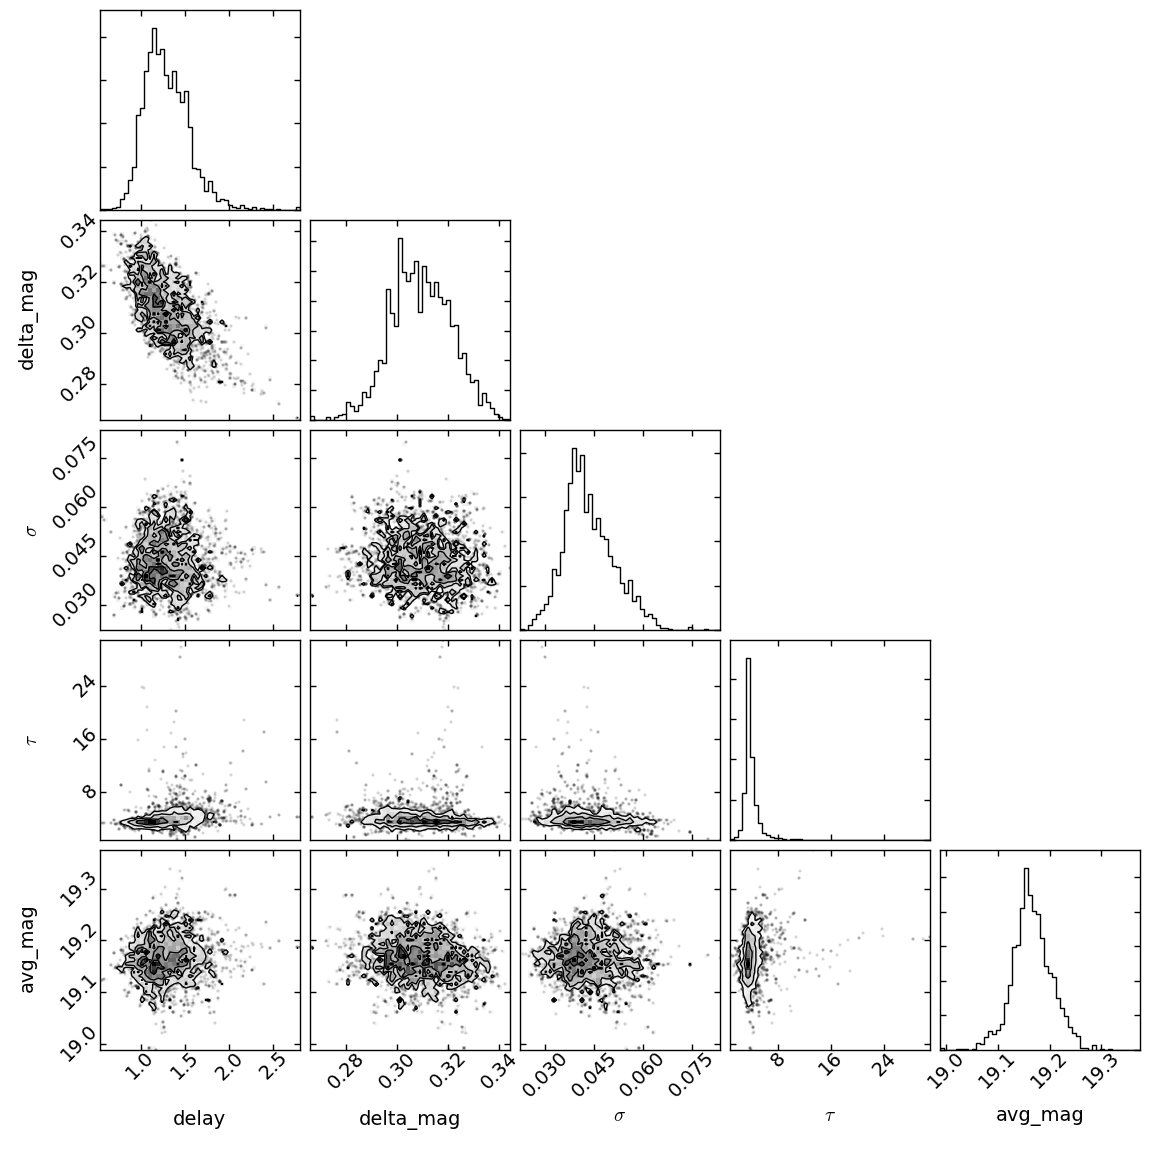 0.34
0.32
0.30
0.28
delta_mag
0.075
0.060
0.045
0.030
σ
24
16
8
τ
19.3
19.2
19.1
19.0
avg_mag
1.0 1.5 2.0 2.5
0.28 0.30 0.32 0.34
0.030 0.045 0.060 0.075
8 16 24
19.0 19.1 19.2 19.3
delay delta_mag σ τ avg_mag